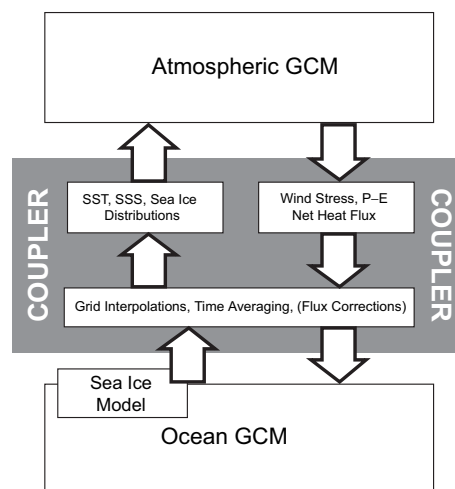 Atmospheric GCM
COUPLER
SST, SSS, Sea Ice
Distributions
Wind Stress, P–E
Net Heat Flux
COUPLER
Grid Interpolations, Time Averaging, (Flux Corrections)
Sea Ice
Model
Ocean GCM